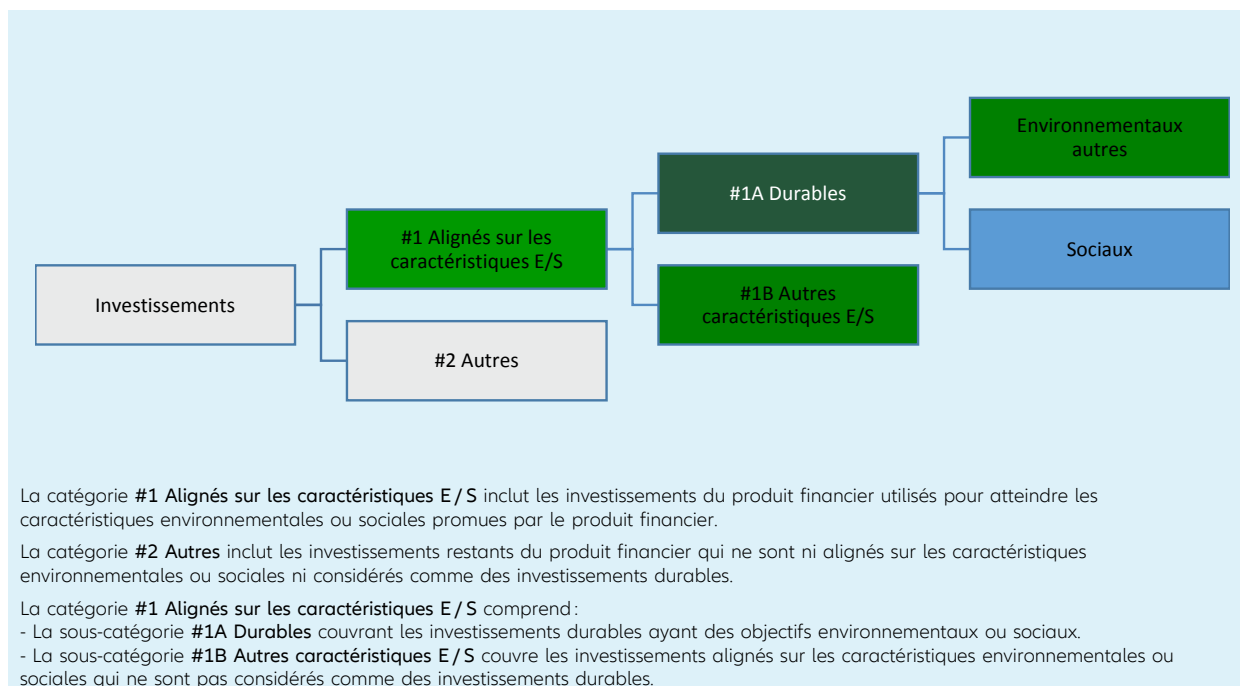 Environnementaux
autres
#1A Durables
#1 Alignés sur les
caractéristiques E/S
Sociaux
Investissements
#1B Autres
caractéristiques E/S
#2 Autres
La catégorie #1 Alignés sur les caractéristiques E / S inclut les investissements du produit financier utilisés pour atteindre les
caractéristiques environnementales ou sociales promues par le produit financier.
La catégorie #2 Autres inclut les investissements restants du produit financier qui ne sont ni alignés sur les caractéristiques
environnementales ou sociales ni considérés comme des investissements durables.
La catégorie #1 Alignés sur les caractéristiques E / S comprend :
- La sous-catégorie #1A Durables couvrant les investissements durables ayant des objectifs environnementaux ou sociaux.
- La sous-catégorie #1B Autres caractéristiques E / S couvre les investissements alignés sur les caractéristiques environnementales ou
sociales qui ne sont pas considérés comme des investissements durables.